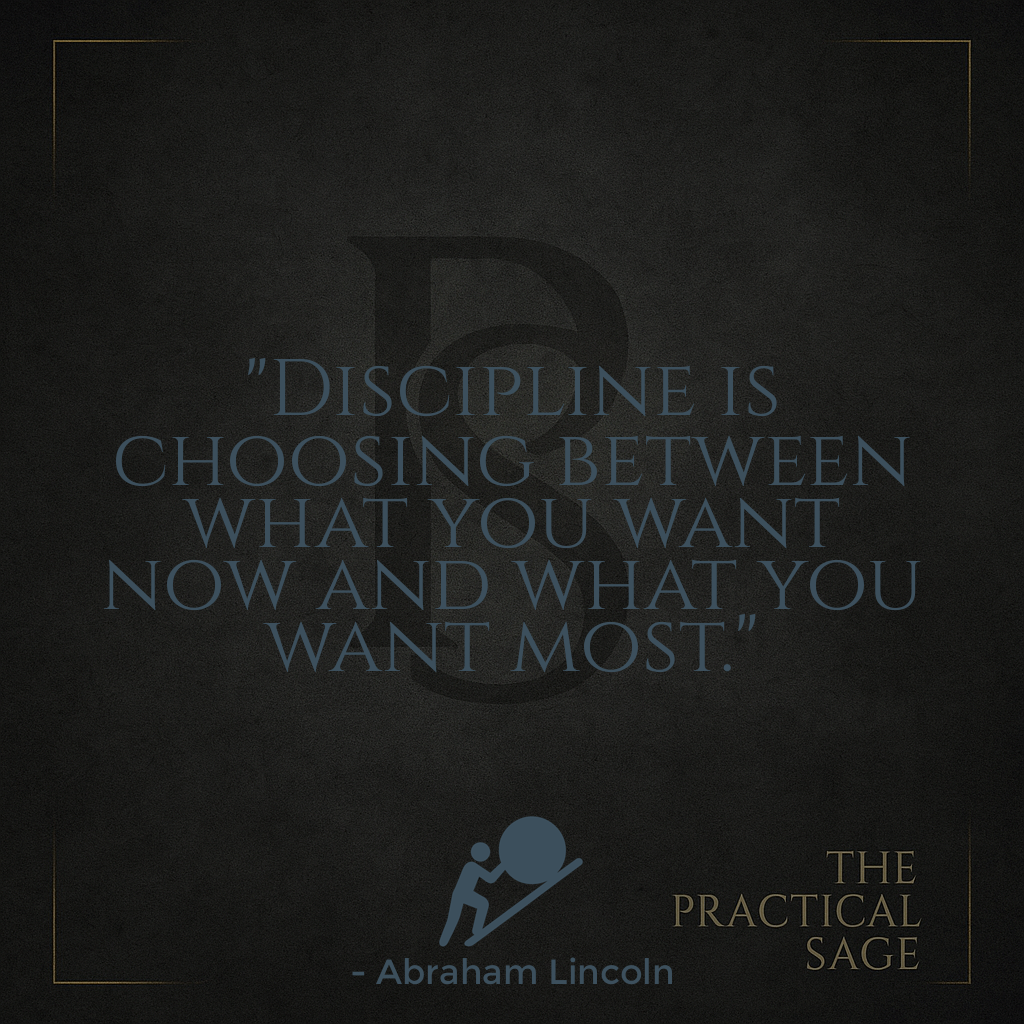 "Discipline is
choosing between
what you want
now and what you
want most."
- Abraham Lincoln
THE
PRACTICAL
SAGE